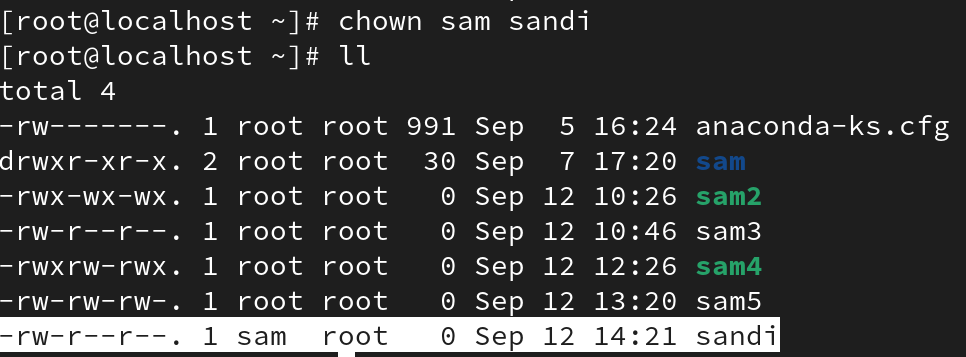 [root@localhost ~]# chown sam sandi
[root@localhost ~]# ll
total 4
-rw-------. 1 root root 991 Sep  5 16:24 anaconda-ks.cfg
drwxr-xr-x. 2 root root  30 Sep  7 17:20 sam
-rwx-wx-wx. 1 root root   0 Sep 12 10:26 sam2
-rw-r--r--. 1 root root   0 Sep 12 10:46 sam3
-rwxrw-rwx. 1 root root   0 Sep 12 12:26 sam4
-rw-rw-rw-. 1 root root   0 Sep 12 13:20 sam5
-rw-r--r--. 1 sam  root   0 Sep 12 14:21 sandi